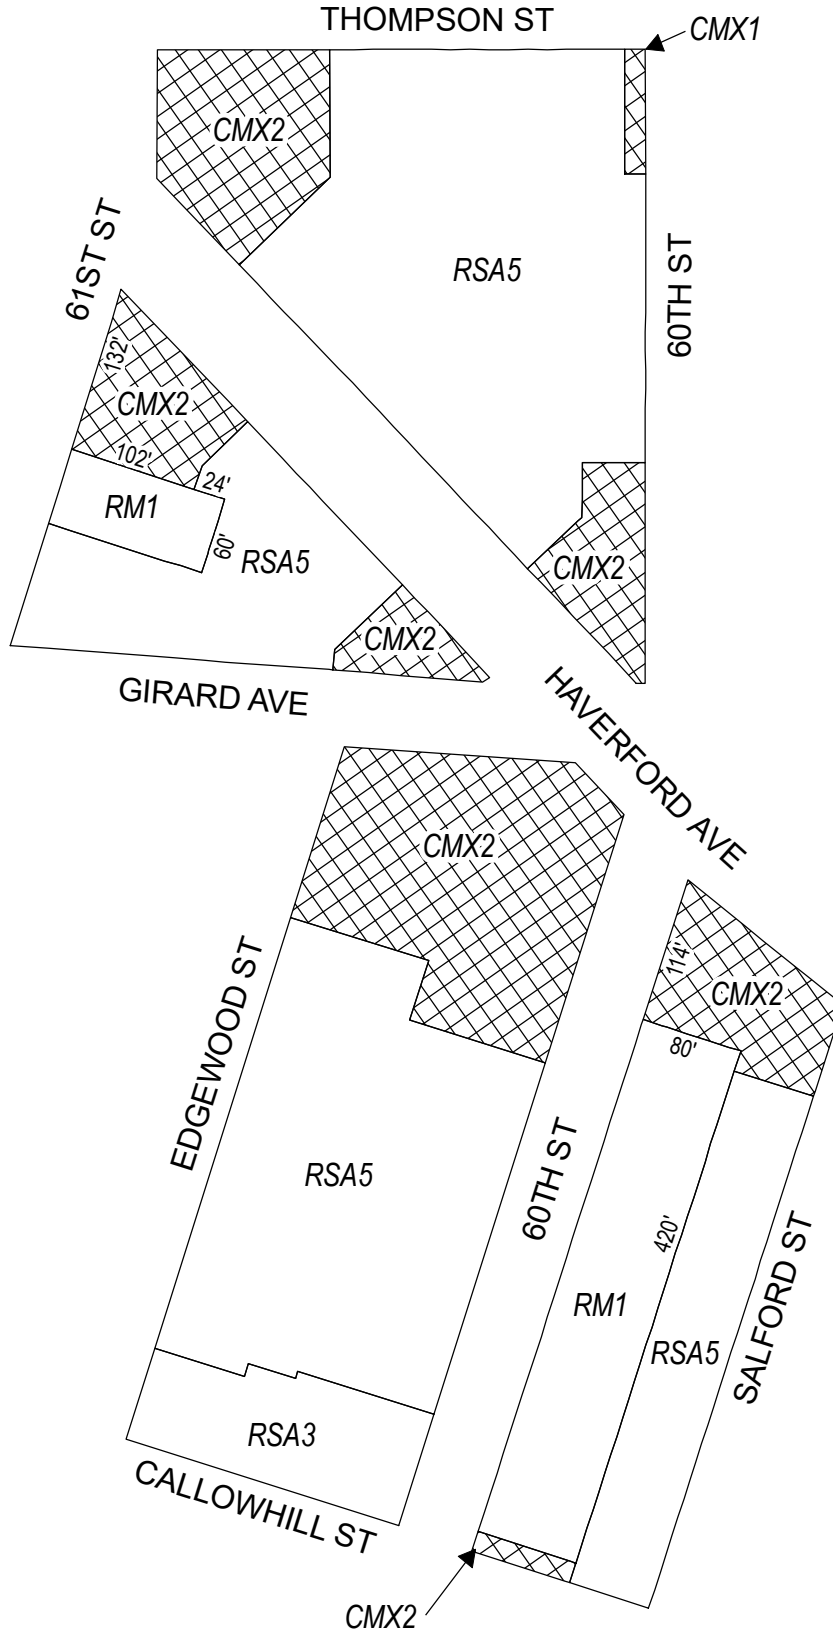 THOMPSON ST
CMX1
CMX2
61ST ST
RSA5
60TH ST
132'
CMX2
102'
24'
RM1
60'
RSA5
CMX2
CMX2
GIRARD AVE
HAVERFORD AVE
CMX2
EDGEWOOD ST
114'
CMX2
80'
RSA5
60TH ST
420'
RM1
SALFORD ST
RSA5
RSA3
CALLOWHILL ST
CMX2